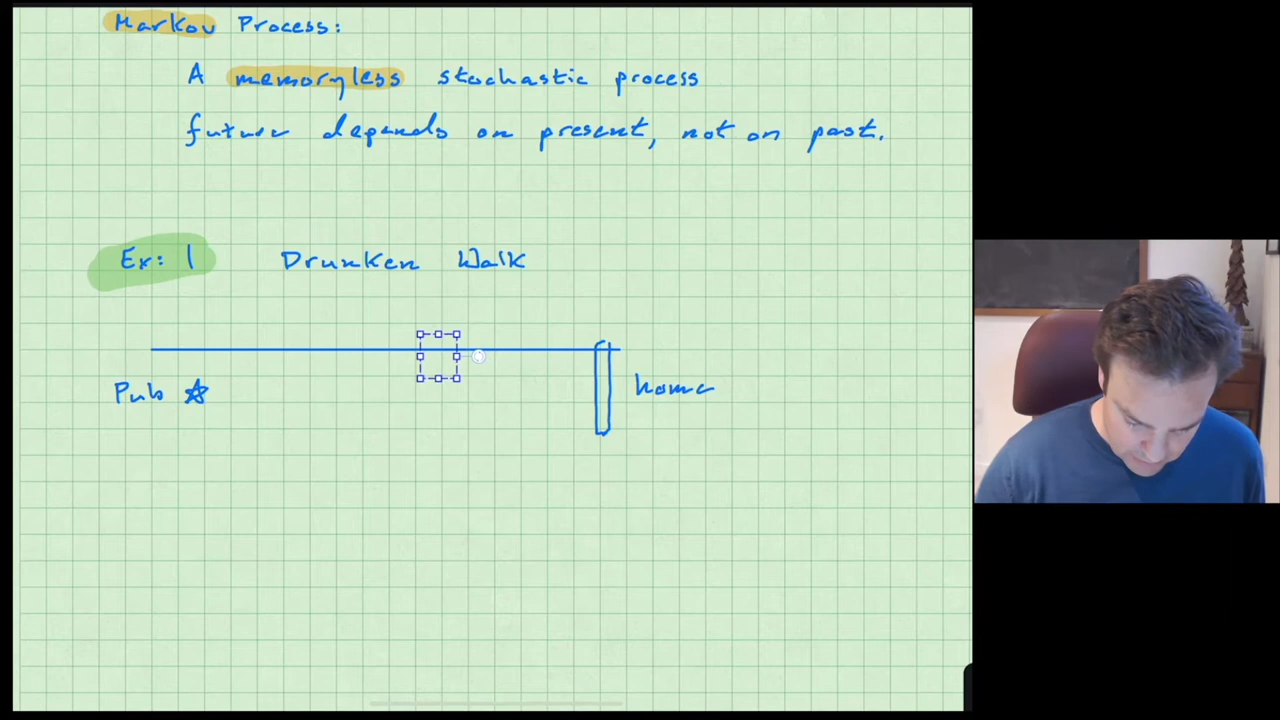 Markov Process:
A memoryless stochastic process
future depends on present, not on past.
Ex: 1 Drunken Walk
Pub home